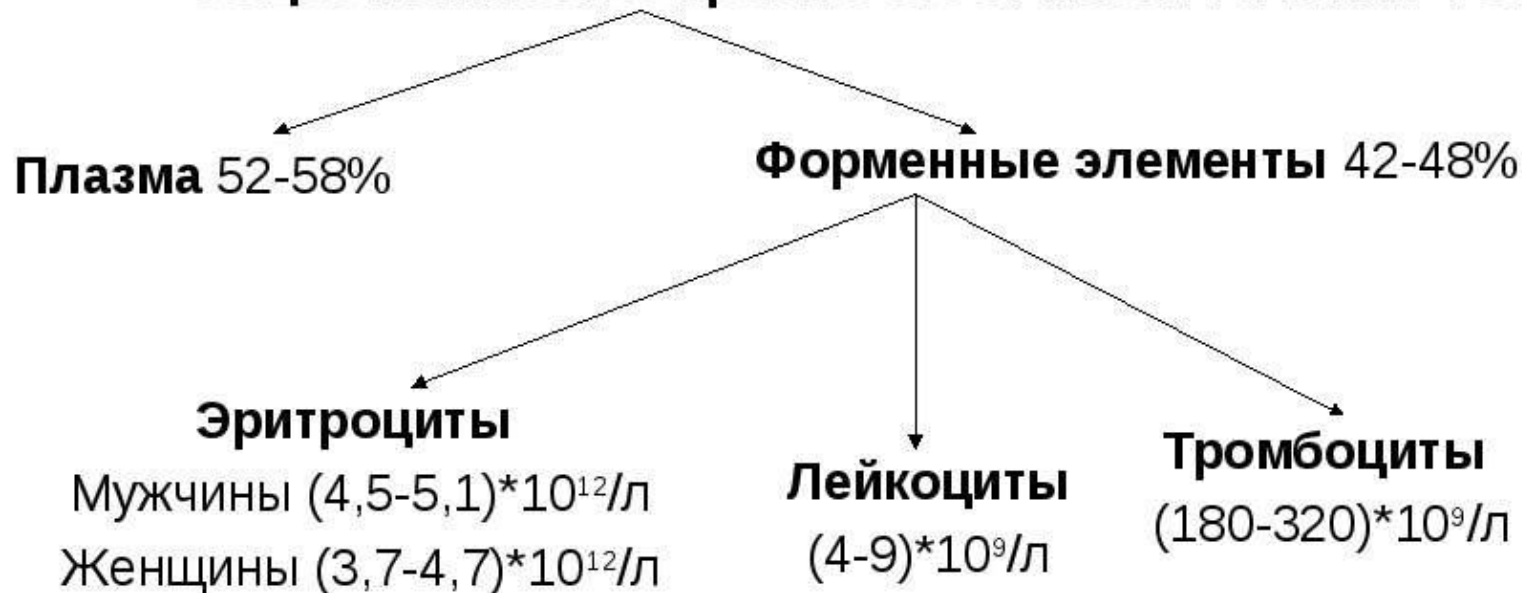 Плазма 52-58%
Форменные элементы 42-48%
Эритроциты
Мужчины (4,5-5,1)*10¹²/л
Женщины (3,7-4,7)*10¹²/л
Лейкоциты
(4-9)*10⁹/л
Тромбоциты
(180-320)*10⁹/л